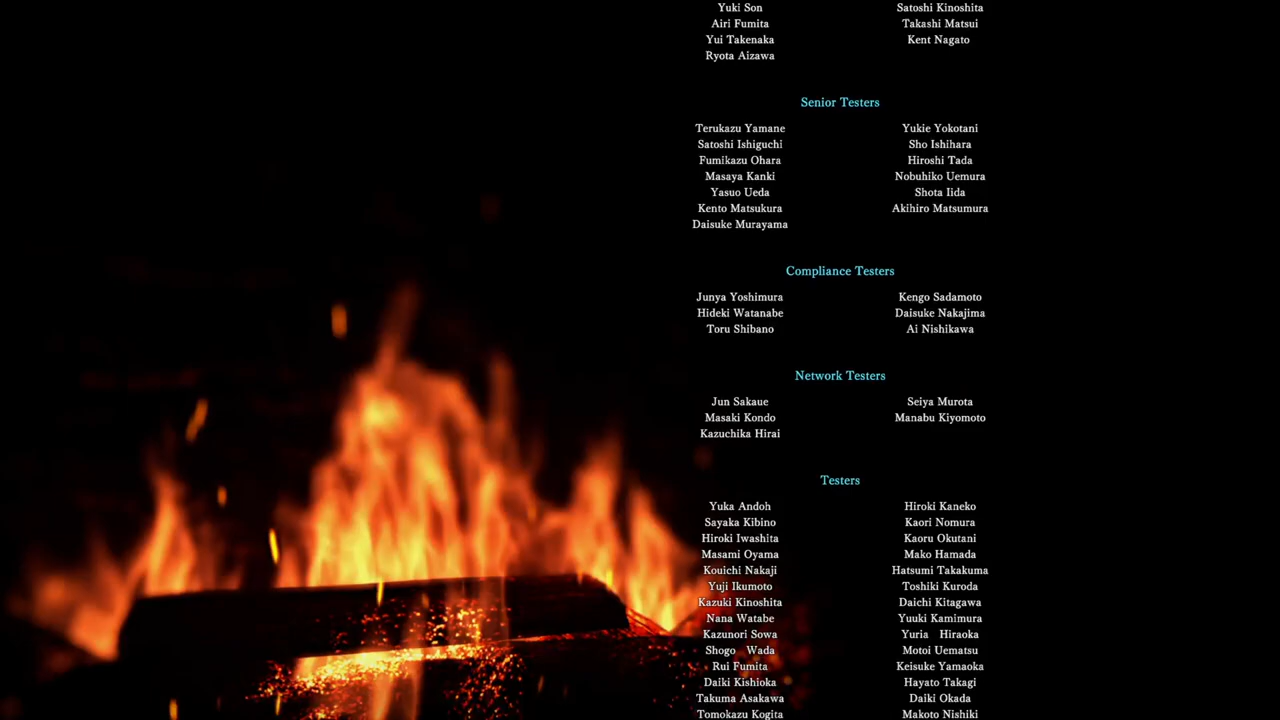 Yuki Son Satoshi Kinoshita
Airi Fumita Takashi Matsui
Yui Takenaka Kent Nagato
Ryota Aizawa
Senior Testers
Terukazu Yamane Yukie Yokotani
Satoshi Ishiguchi Sho Ishihara
Fumikazu Ohara Hiroshi Tada
Masaya Kanki Nobuhiko Uemura
Yasuo Ueda Shota Iida
Kento Matsukura Akihiro Matsumura
Daisuke Murayama
Compliance Testers
Junya Yoshimura Kengo Sadamoto
Hideki Watanabe Daisuke Nakajima
Toru Shibano Ai Nishikawa
Network Testers
Jun Sakaue Seiya Murota
Masaki Kondo Manabu Kiyomoto
Kazuchika Hirai
Testers
Yuka Andoh Hiroki Kaneko
Sayaka Kibino Kaori Nomura
Hiroki Iwashita Kaoru Okutani
Masami Oyama Mako Hamada
Kouichi Nakaji Hatsumi Takakuma
Yuji Ikumoto Toshiki Kuroda
Kazuki Kinoshita Daichi Kitagawa
Nana Watabe Yuuki Kamimura
Kazunori Sowa Yuria Hiraoka
Shogo Wada Motoi Uematsu
Rui Fumita Keisuke Yamaoka
Daiki Kishioka Hayato Takagi
Takuma Asakawa Daiki Okada
Tomokazu Kogita Makoto Nishiki